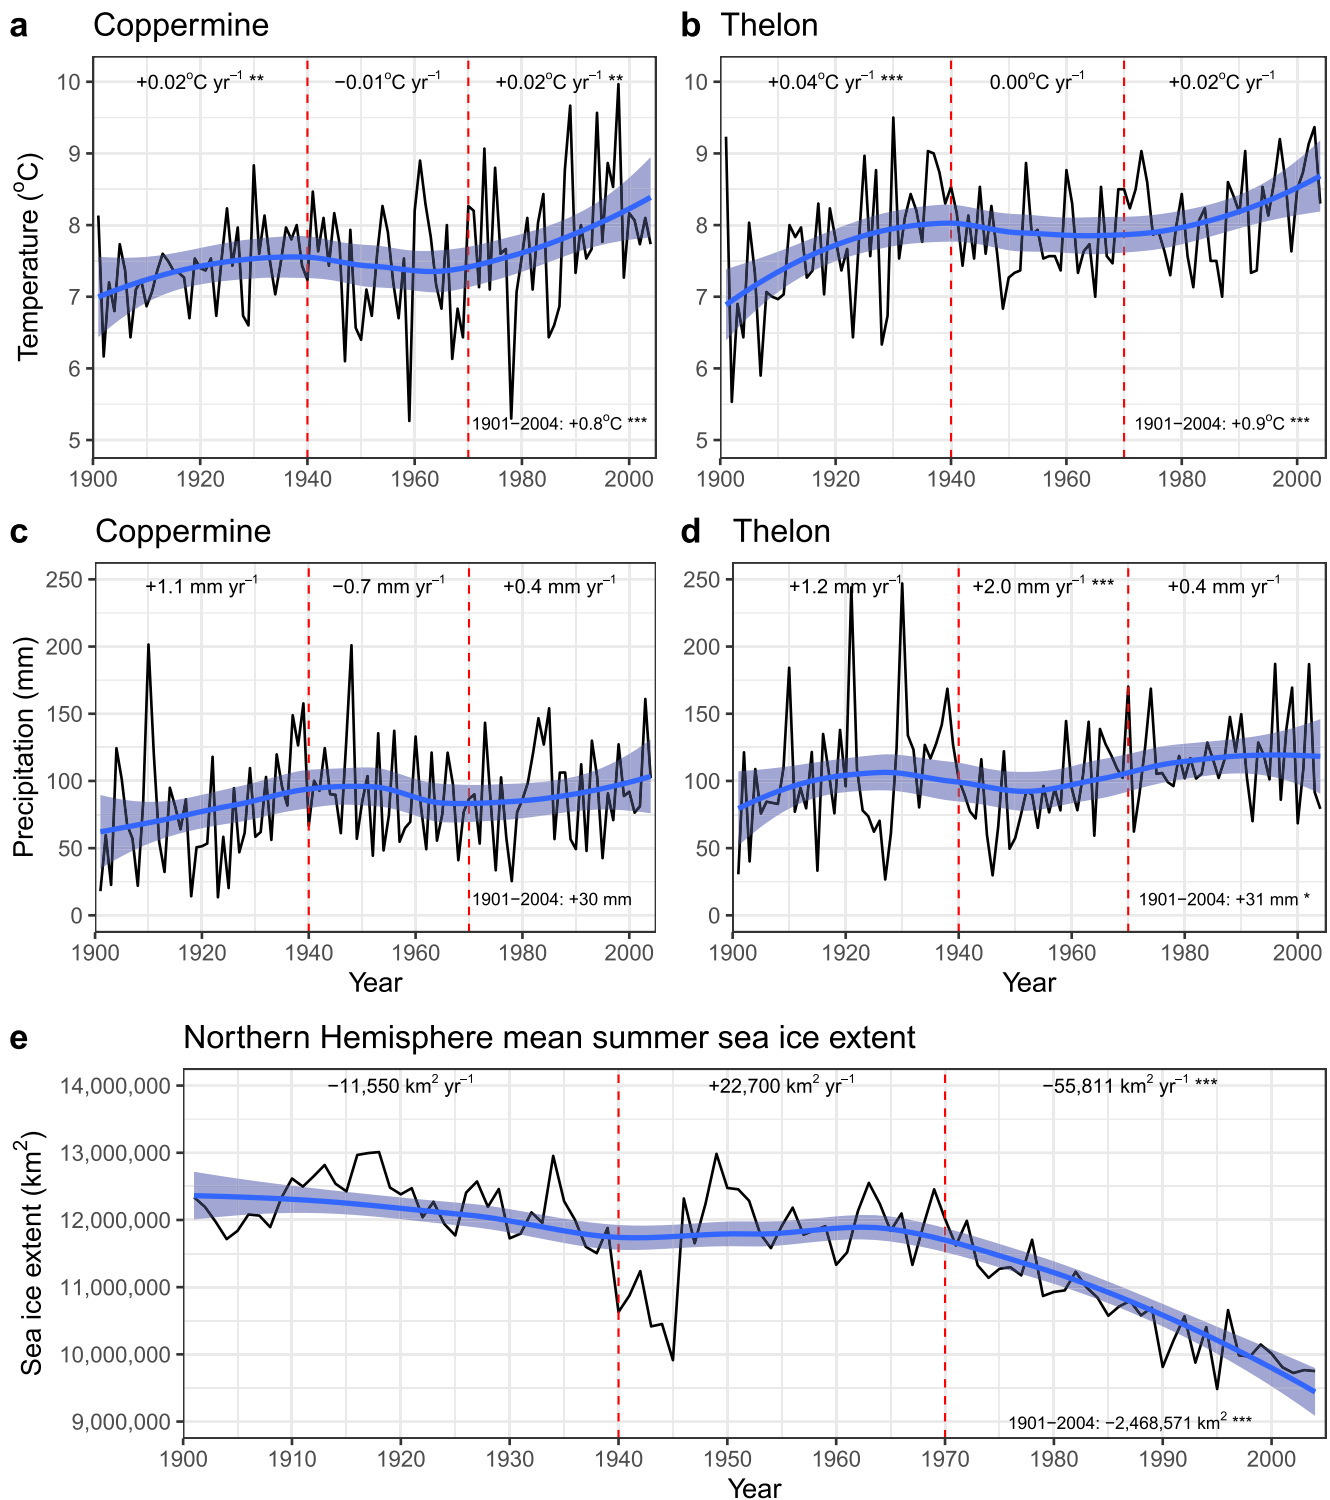 a Coppermine
b Thelon
+0.02°C yr⁻¹ ** −0.01°C yr⁻¹ +0.02°C yr⁻¹ **
+0.04°C yr⁻¹ *** 0.00°C yr⁻¹ +0.02°C yr⁻¹
Temperature (°C)
10
9
8
7
6
5
10
9
8
7
6
5
1901−2004: +0.8°C ***
1901−2004: +0.9°C ***
1900 1920 1940 1960 1980 2000
1900 1920 1940 1960 1980 2000
c Coppermine
d Thelon
+1.1 mm yr⁻¹ −0.7 mm yr⁻¹ +0.4 mm yr⁻¹
+1.2 mm yr⁻¹ +2.0 mm yr⁻¹ *** +0.4 mm yr⁻¹
Precipitation (mm)
250
200
150
100
50
0
250
200
150
100
50
0
1901−2004: +30 mm
1901−2004: +31 mm *
1900 1920 1940 1960 1980 2000
1900 1920 1940 1960 1980 2000
Year
Year
e Northern Hemisphere mean summer sea ice extent
−11,550 km² yr⁻¹ +22,700 km² yr⁻¹ −55,811 km² yr⁻¹ ***
Sea ice extent (km²)
14,000,000
13,000,000
12,000,000
11,000,000
10,000,000
9,000,000
1901−2004: −2,468,571 km² ***
1900 1910 1920 1930 1940 1950 1960 1970 1980 1990 2000
Year